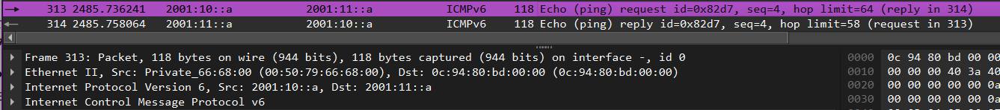 313 2485.736241 2001:10::a 2001:11::a ICMPv6 118 Echo (ping) request id=0x82d7, seq=4, hop limit=64 (reply in 314)
314 2485.758064 2001:11::a 2001:10::a ICMPv6 118 Echo (ping) reply id=0x82d7, seq=4, hop limit=58 (request in 313)
Frame 313: Packet, 118 bytes on wire (944 bits), 118 bytes captured (944 bits) on interface -, id 0
Ethernet II, Src: Private_66:68:00 (00:50:79:66:68:00), Dst: 0c:94:80:bd:00:00 (0c:94:80:bd:00:00)
Internet Protocol Version 6, Src: 2001:10::a, Dst: 2001:11::a
Internet Control Message Protocol v6
0000 0c 94 80 bd 00 00
0010 00 00 00 40 3a 40
0020 00 00 00 00 00 0a
0030 00 00 00 00 00 0a